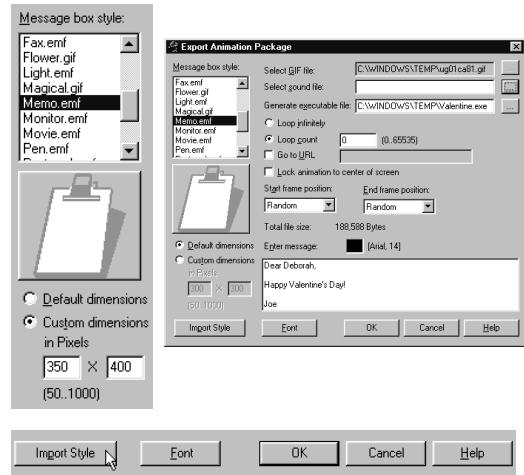 Message box style:
Fax.emf
Flower.gif
Light.emf
Magical.gif
Memo.emf
Monitor.emf
Movie.emf
Pen.emf
Default dimensions
Custom dimensions
in Pixels
350 X 400
(50..1000)
Export Animation Package
Message box style:
Fax.emf
Flower.gif
Light.emf
Magical.gif
Memo.emf
Monitor.emf
Movie.emf
Pen.emf
Default dimensions
Custom dimensions
in Pixels
300 X 300
(50..1000)
Select GIF file: C:\WINDOWS\TEMP\ug01ca81.gif
Select sound file: ...
Generate executable file: C:\WINDOWS\TEMP\Valentine.exe ...
Loop infinitely
Loop count 0 (0..65535)
Go to URL
Lock animation to center of screen
Start frame position: End frame position:
Random Random
Total file size: 188,588 Bytes
Enter message: (Arial, 14)
Dear Deborah,
Happy Valentine's Day!
Joe
Import Style Font OK Cancel Help
Import Style Font OK Cancel Help